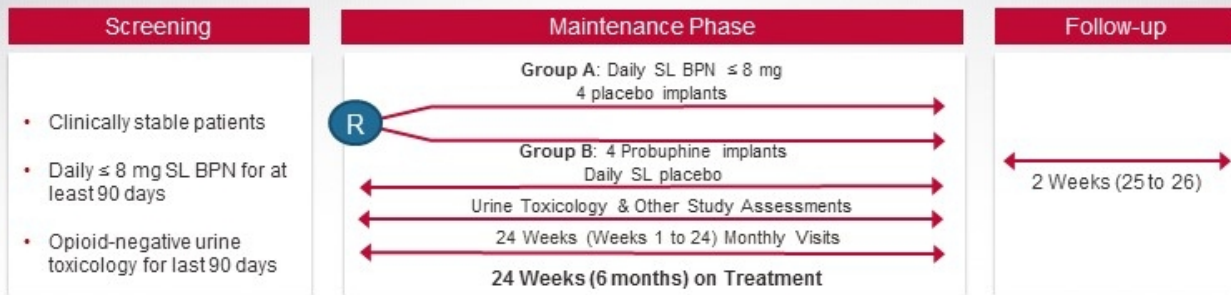 Screening
• Clinically stable patients
• Daily ≤ 8 mg SL BPN for at
least 90 days
• Opioid-negative urine
toxicology for last 90 days
Maintenance Phase
R
Group A: Daily SL BPN ≤ 8 mg
4 placebo implants
Group B: 4 Probuphine implants
Daily SL placebo
Urine Toxicology & Other Study Assessments
24 Weeks (Weeks 1 to 24) Monthly Visits
24 Weeks (6 months) on Treatment
Follow-up
2 Weeks (25 to 26)